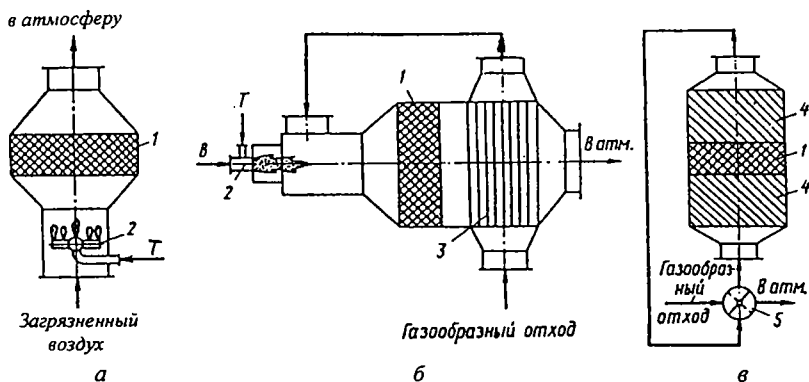 в атмосферу
1
2
Т
Загрязненный
воздух
а
1
Т
В
2
В атм.
3
Газообразный отход
б
4
1
4
Газообраз-
ный
отход
В атм.
5
в